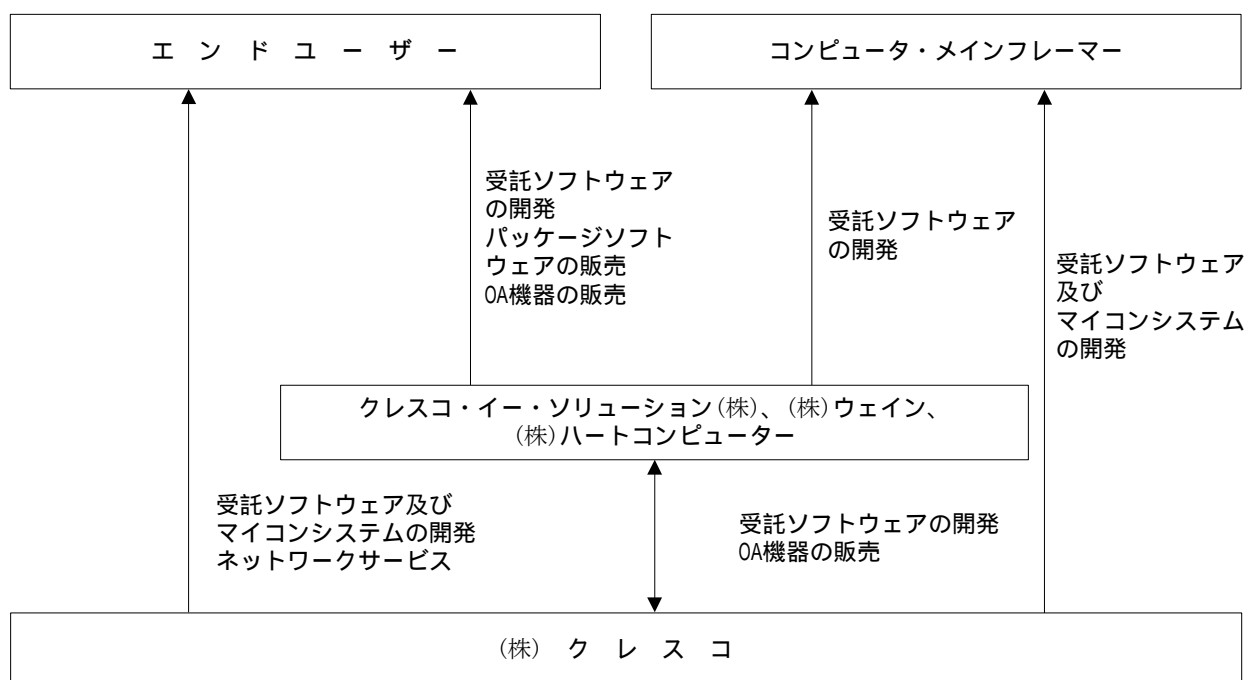 エンドユーザー
コンピュータ・メインフレーマー
受託ソフトウェア
の開発
パッケージソフト
ウェアの販売
OA機器の販売
受託ソフトウェア
の開発
受託ソフトウェア
及び
マイコンシステム
の開発
クレスコ・イー・ソリューション(株)、(株)ウェイン、
(株)ハートコンピューター
受託ソフトウェア及び
マイコンシステムの開発
ネットワークサービス
受託ソフトウェアの開発
OA機器の販売
(株) クレスコ